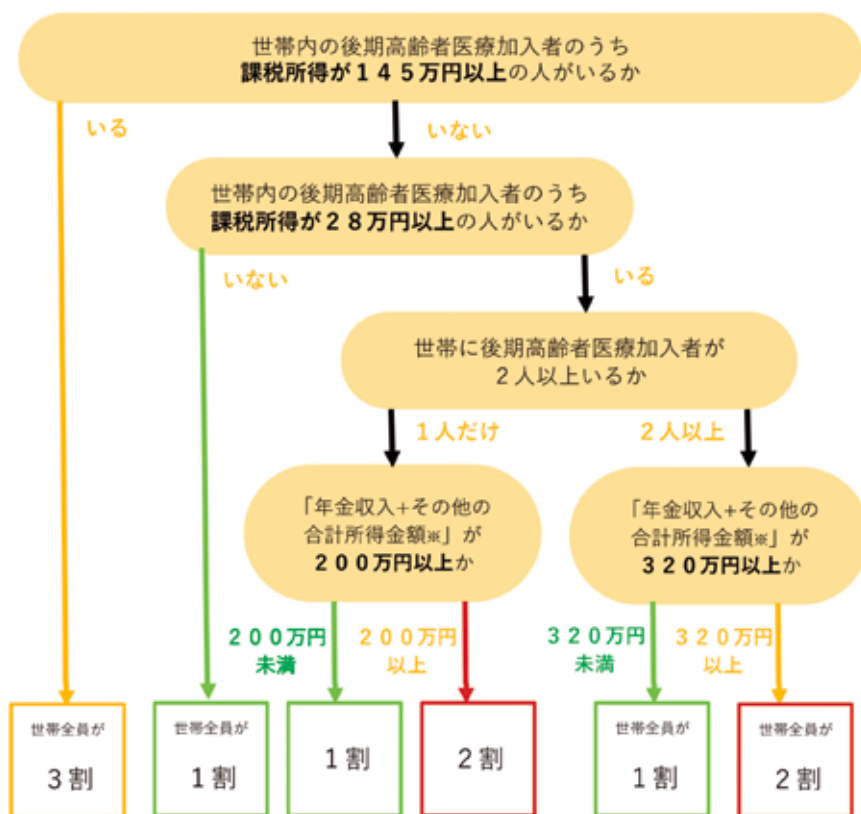 世帯内の後期高齢者医療加入者のうち
課税所得が１４５万円以上の人がいるか
いる
いない
世帯内の後期高齢者医療加入者のうち
課税所得が２８万円以上の人がいるか
いない
いる
世帯に後期高齢者医療加入者が
２人以上いるか
１人だけ
２人以上
「年金収入+その他の
合計所得金額※」が
２００万円以上か
「年金収入+その他の
合計所得金額※」が
３２０万円以上か
２００万円
未満
２００万円
以上
３２０万円
未満
３２０万円
以上
世帯全員が
３割
世帯全員が
１割
１割
２割
世帯全員が
１割
世帯全員が
２割